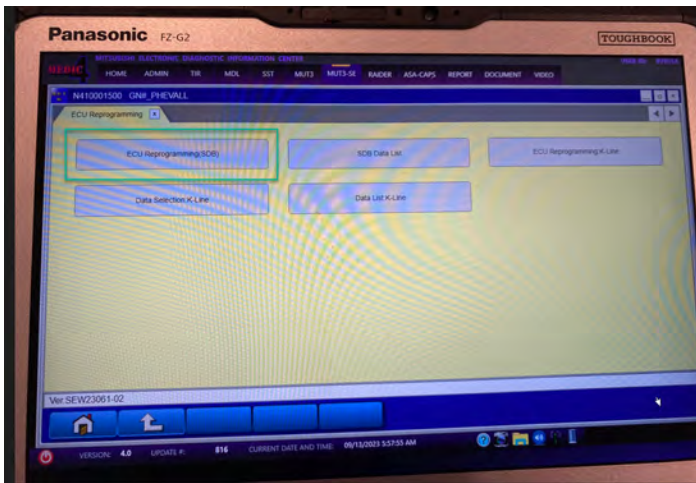 Panasonic FZ-G2
TOUGHBOOK
MITSUBISHI ELECTRONIC DIAGNOSTIC INFORMATION CENTER
MEDIC HOME ADMIN TIR MDL SST MUT3 MUT3-SE RAIDER ASA-CAPS REPORT DOCUMENT VIDEO
N410001500 GN#_PHEVALL
ECU Reprogramming
ECU Reprogramming(SDB) SDB Data List ECU Reprogramming:K-Line
Data Selection:K-Line Data List:K-Line
Ver.SEW23061-02
VERSION: 4.0 UPDATE #: 816 CURRENT DATE AND TIME: 09/13/2023 5:57:55 AM